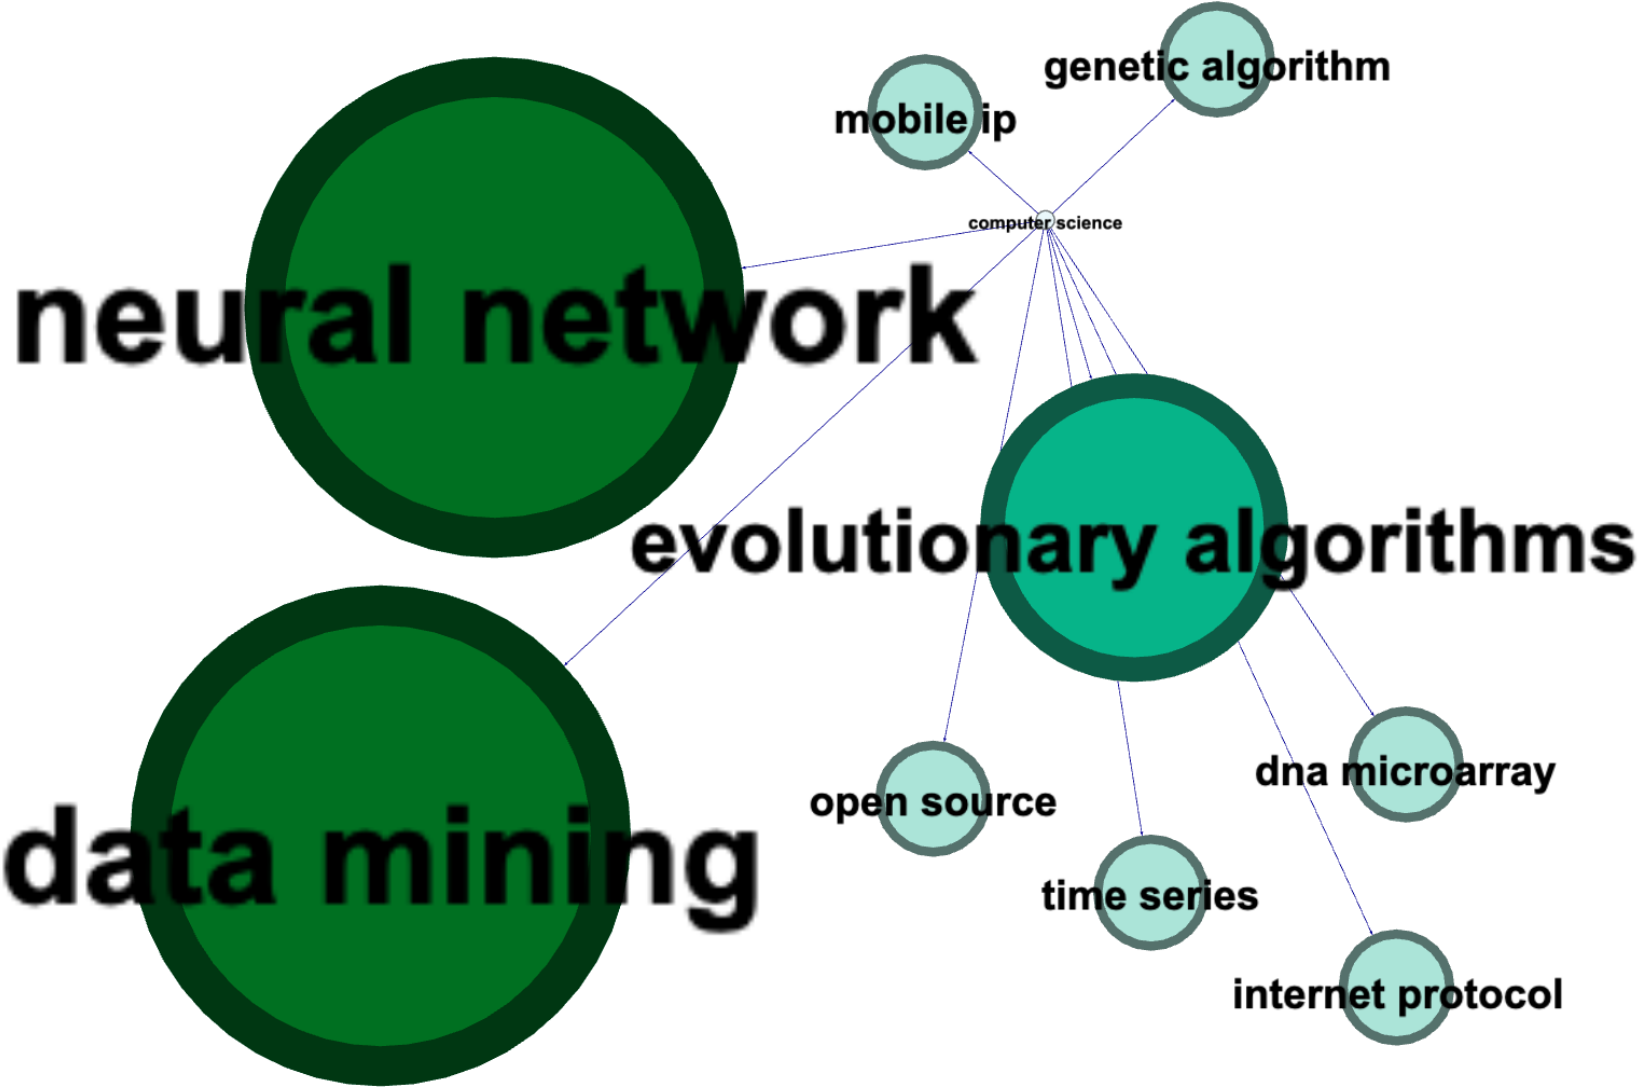 genetic algorithm
mobile ip
computer science
neural network
evolutionary algorithms
dna microarray
open source
data mining
time series
internet protocol